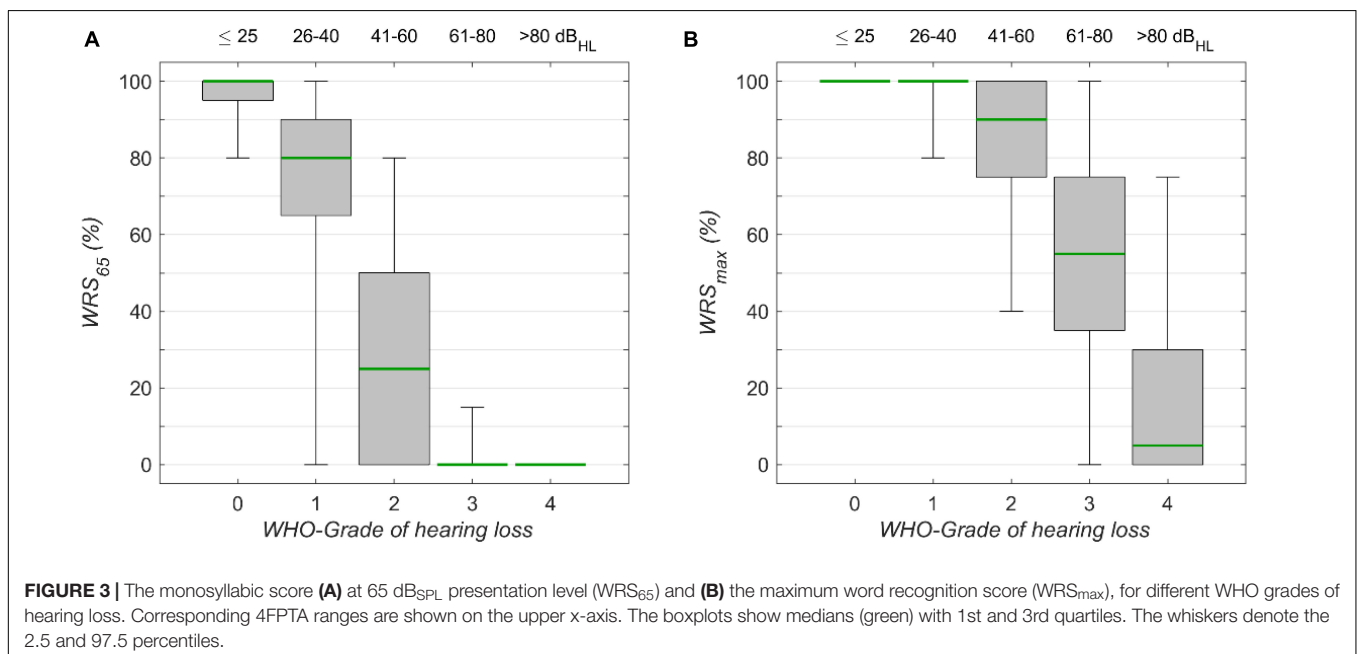 A
≤ 25 26-40 41-60 61-80 >80 dB_HL
100
80
60
40
20
0
WRS_65 (%)
0 1 2 3 4
WHO-Grade of hearing loss
B
≤ 25 26-40 41-60 61-80 >80 dB_HL
100
80
60
40
20
0
WRS_max (%)
0 1 2 3 4
WHO-Grade of hearing loss
FIGURE 3 | The monosyllabic score (A) at 65 dB_SPL presentation level (WRS_65) and (B) the maximum word recognition score (WRS_max), for different WHO grades of
hearing loss. Corresponding 4FPTA ranges are shown on the upper x-axis. The boxplots show medians (green) with 1st and 3rd quartiles. The whiskers denote the
2.5 and 97.5 percentiles.